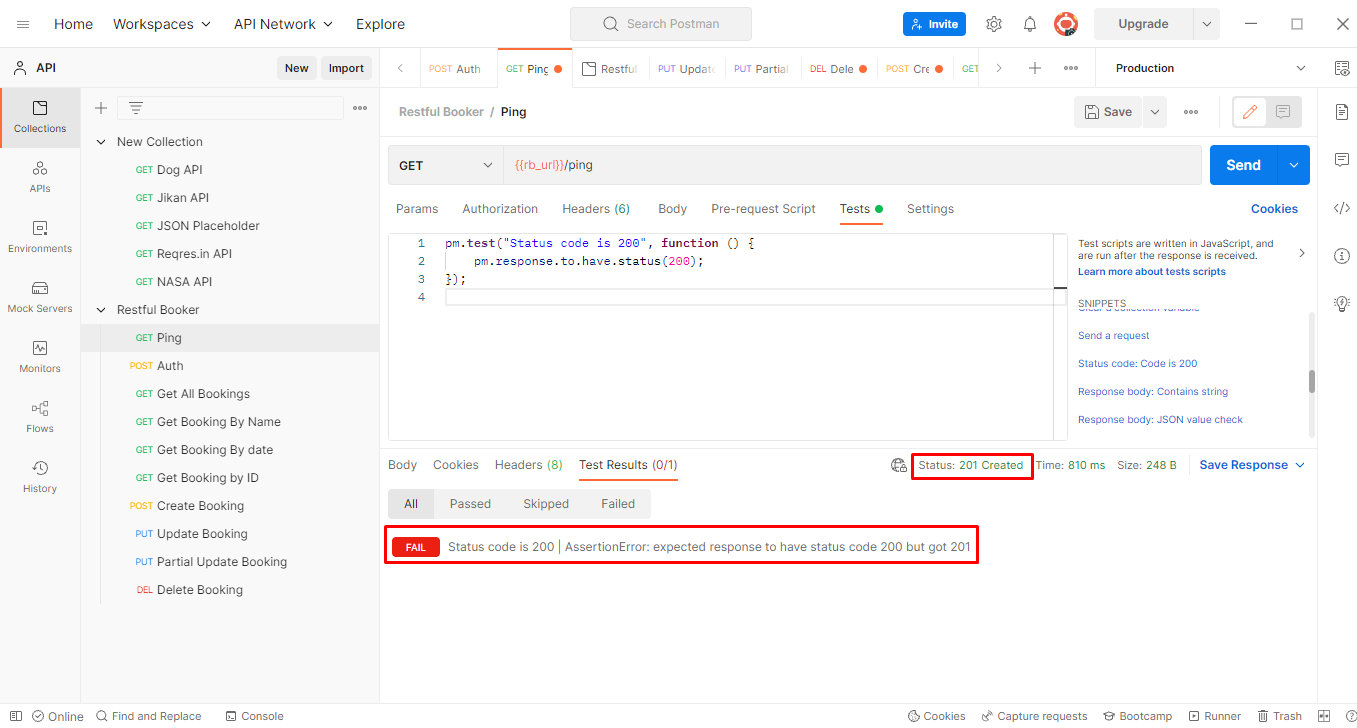 Home Workspaces API Network Explore Search Postman Invite Upgrade
API New Import POST Auth GET Ping Restful PUT Update PUT Partial DEL Dele POST Cre GET Production
Restful Booker / Ping Save
Collections
APIs
Environments
Mock Servers
Monitors
Flows
History
New Collection
GET Dog API
GET Jikan API
GET JSON Placeholder
GET Reqres.in API
GET NASA API
Restful Booker
GET Ping
POST Auth
GET Get All Bookings
GET Get Booking By Name
GET Get Booking By date
GET Get Booking by ID
POST Create Booking
PUT Update Booking
PUT Partial Update Booking
DEL Delete Booking
GET {{rb_url}}/ping Send
Params Authorization Headers (6) Body Pre-request Script Tests Settings Cookies
1 pm.test("Status code is 200", function () {
2 pm.response.to.have.status(200);
3 });
4
Test scripts are written in JavaScript, and
are run after the response is received.
Learn more about tests scripts
SNIPPETS
Clear a collection variable
Send a request
Status code: Code is 200
Response body: Contains string
Response body: JSON value check
Body Cookies Headers (8) Test Results (0/1) Status: 201 Created Time: 810 ms Size: 248 B Save Response
All Passed Skipped Failed
FAIL Status code is 200 | AssertionError: expected response to have status code 200 but got 201
Online Find and Replace Console Cookies Capture requests Bootcamp Runner Trash